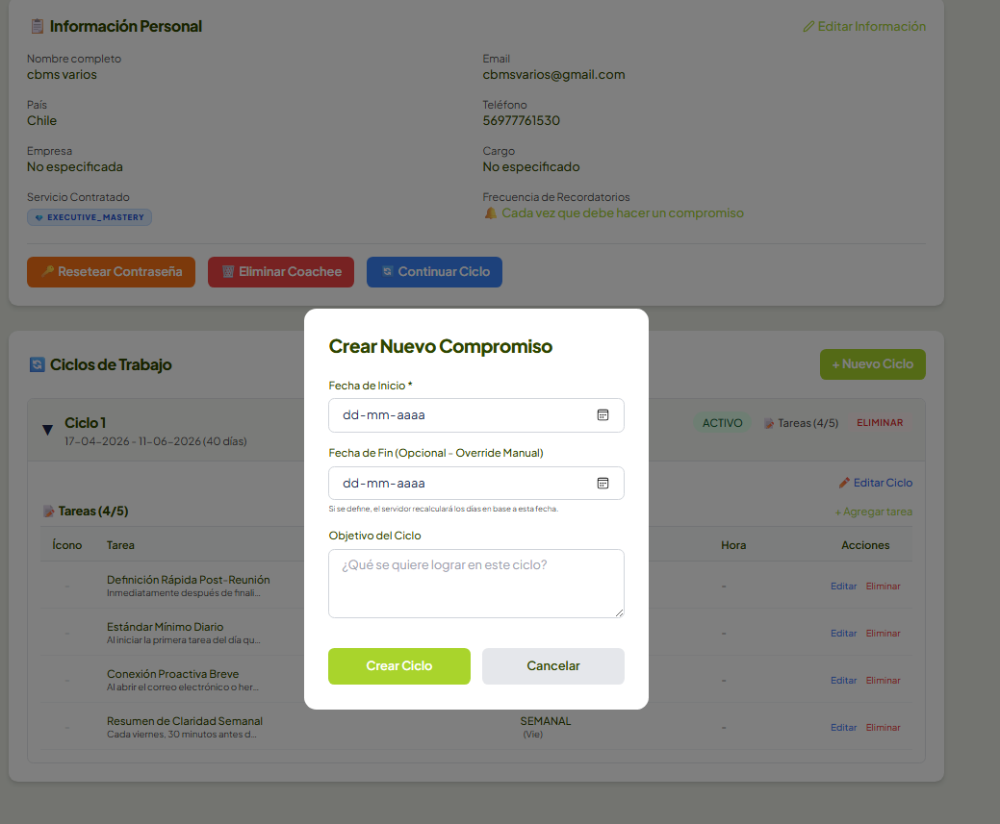 Información Personal
Editar Información
Nombre completo
cbms varios
Email
cbmsvarios@gmail.com
País
Chile
Teléfono
56977761530
Empresa
No especificada
Cargo
No especificado
Servicio Contratado
EXECUTIVE_MASTERY
Frecuencia de Recordatorios
Cada vez que debe hacer un compromiso
Resetear Contraseña
Eliminar Coachee
Continuar Ciclo
Ciclos de Trabajo
+ Nuevo Ciclo
Ciclo 1
17-04-2026 - 11-06-2026 (40 días)
ACTIVO
Tareas (4/5)
ELIMINAR
Editar Ciclo
Tareas (4/5)
+ Agregar tarea
Ícono
Tarea
Hora
Acciones
-
Definición Rápida Post-Reunión
Inmediatamente después de finali...
-
Editar
Eliminar
-
Estándar Mínimo Diario
Al iniciar la primera tarea del día qu...
-
Editar
Eliminar
-
Conexión Proactiva Breve
Al abrir el correo electrónico o her...
-
Editar
Eliminar
-
Resumen de Claridad Semanal
Cada viernes, 30 minutos antes d...
SEMANAL
(Vie)
-
Editar
Eliminar
Crear Nuevo Compromiso
Fecha de Inicio *
dd-mm-aaaa
Fecha de Fin (Opcional - Override Manual)
dd-mm-aaaa
Si se define, el servidor recalculará los días en base a esta fecha.
Objetivo del Ciclo
¿Qué se quiere lograr en este ciclo?
Crear Ciclo
Cancelar